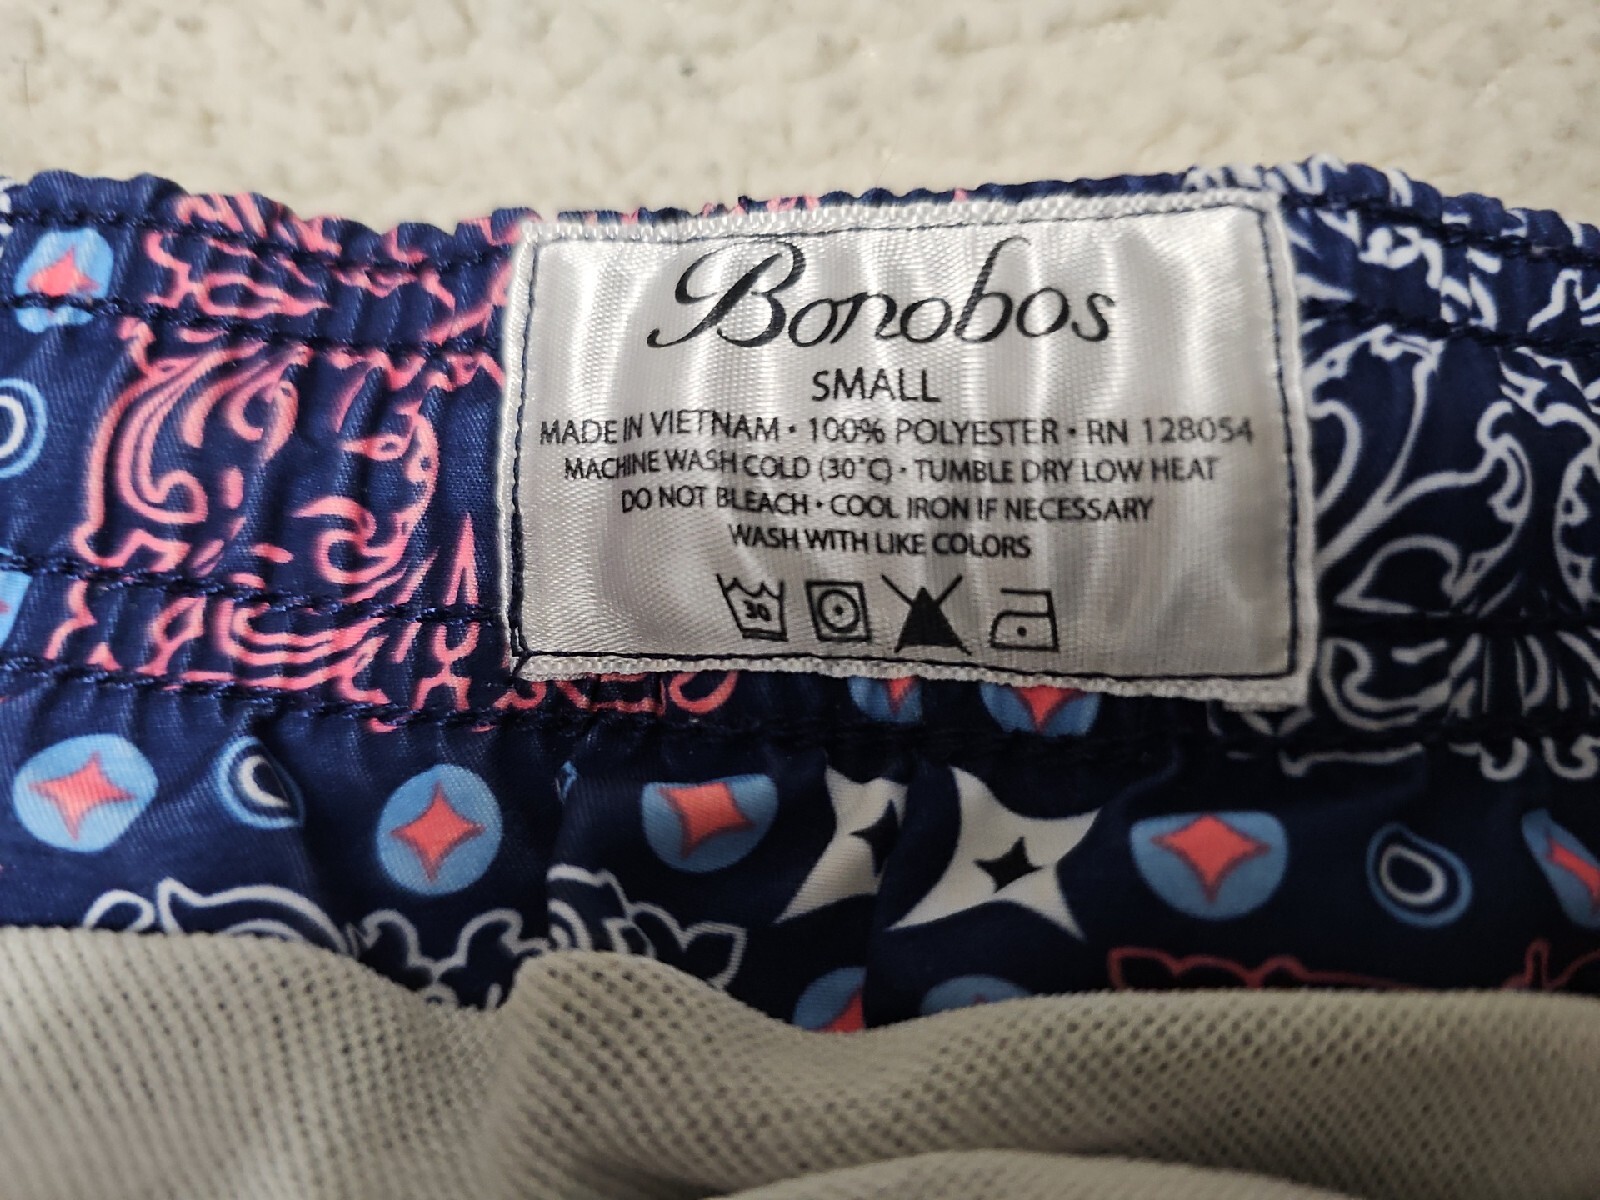 Bonobos
SMALL
MADE IN VIETNAM • 100% POLYESTER • RN 128054
MACHINE WASH COLD (30°C) • TUMBLE DRY LOW HEAT
DO NOT BLEACH • COOL IRON IF NECESSARY
WASH WITH LIKE COLORS
30